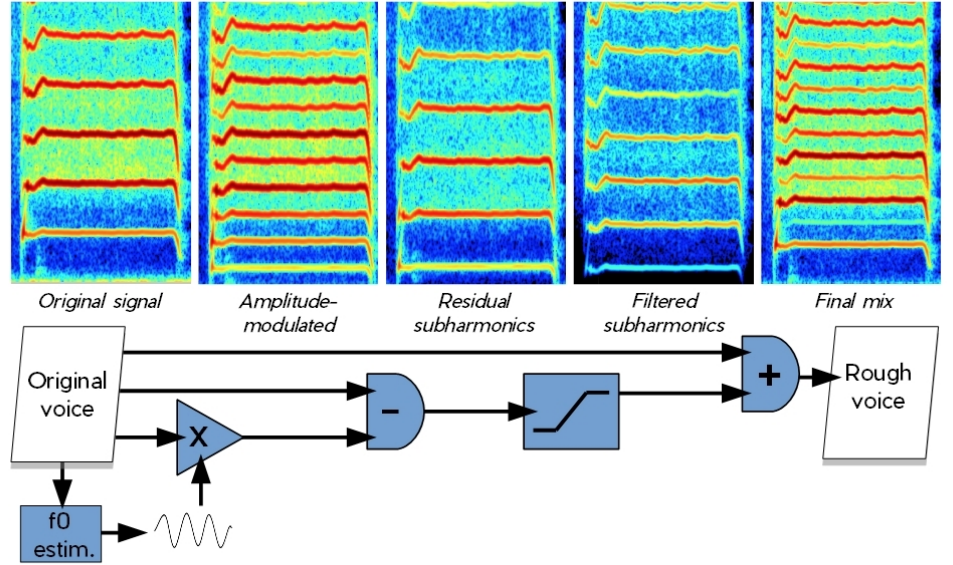 Original signal
Amplitude-
modulated
Residual
subharmonics
Filtered
subharmonics
Final mix
Original
voice
X
-
+
Rough
voice
f0
estim.